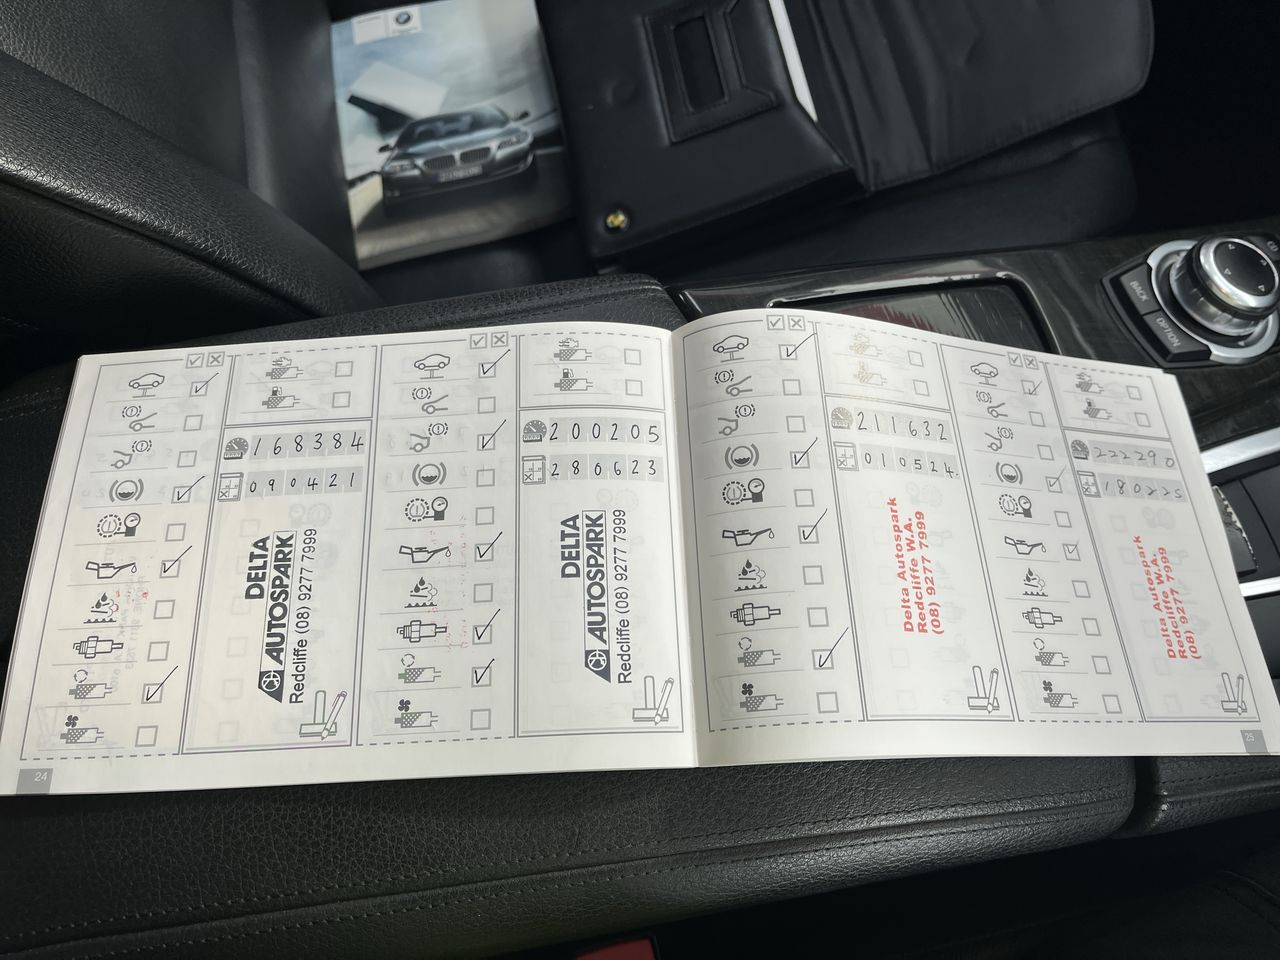 BACK
OPTION
168384
090421
DELTA
AUTOSPARK
Redcliffe (08) 9277 7999
200205
280623
DELTA
AUTOSPARK
Redcliffe (08) 9277 7999
211632
010524
Delta Autospark
Redcliffe W.A.
(08) 9277 7999
222290
180225
Delta Autospark
Redcliffe W.A.
(08) 9277 7999
24
25